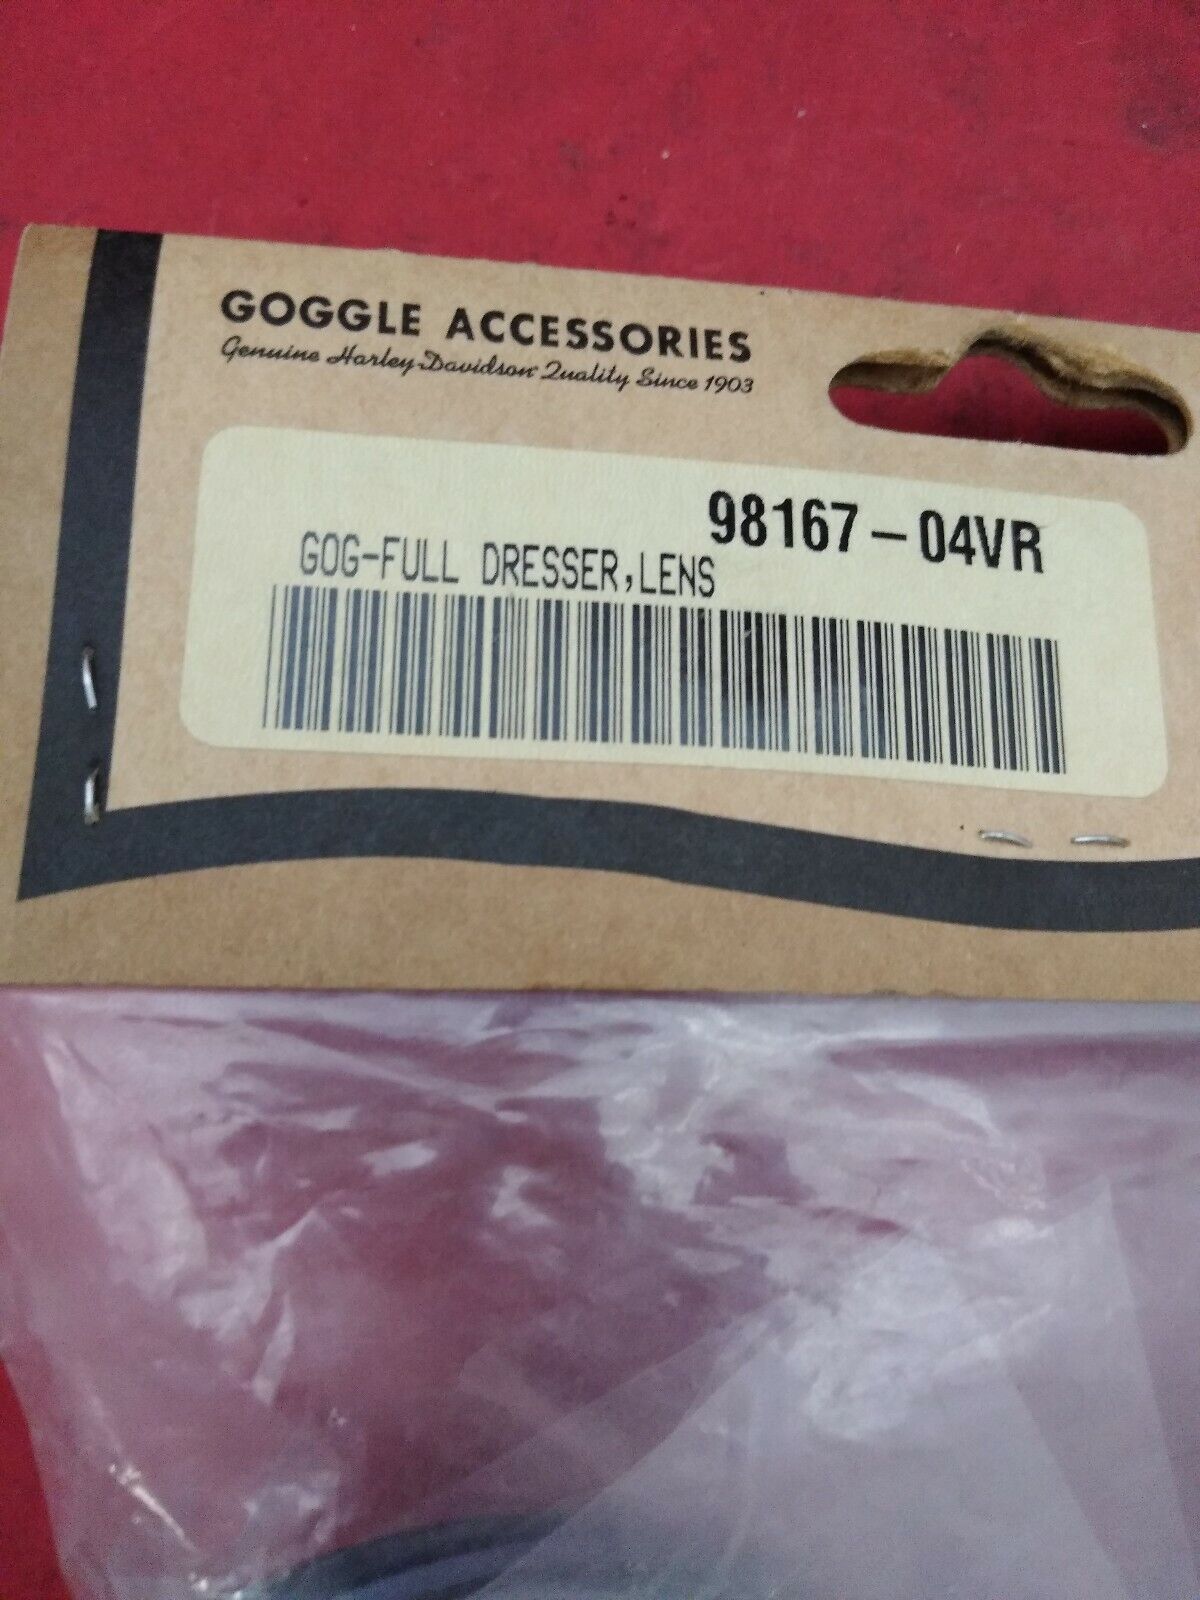 GOGGLE ACCESSORIES
Genuine Harley-Davidson Quality Since 1903
98167-04VR
GOG-FULL DRESSER,LENS